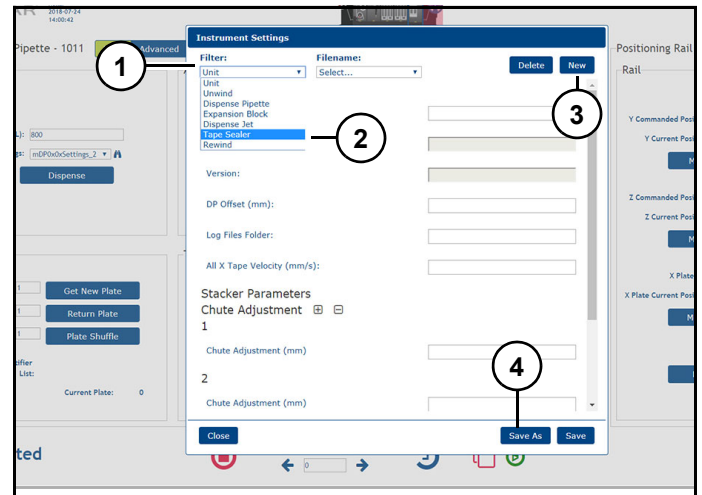 2018-07-24
14:00:42
Pipette - 1011
Advanced
Positioning Rail
Rail
Instrument Settings
Filter:
Filename:
Unit
Select...
Delete
New
Unit
Unwind
Dispense Pipette
Expansion Block
Dispense Jet
Tape Sealer
Rewind
1
2
3
4
Version:
DP Offset (mm):
Log Files Folder:
All X Tape Velocity (mm/s):
Stacker Parameters
Chute Adjustment
1
Chute Adjustment (mm)
2
Chute Adjustment (mm)
Close
Save As
Save
L):
800
mDP0x0xSettings_2
Dispense
1
Get New Plate
1
Return Plate
1
Plate Shuffle
tifier
List:
Current Plate:
0
ted
0
Y Commanded Posi
Y Current Posi
M
Z Commanded Posi
Z Current Posi
M
X Plate
X Plate Current Posi
M